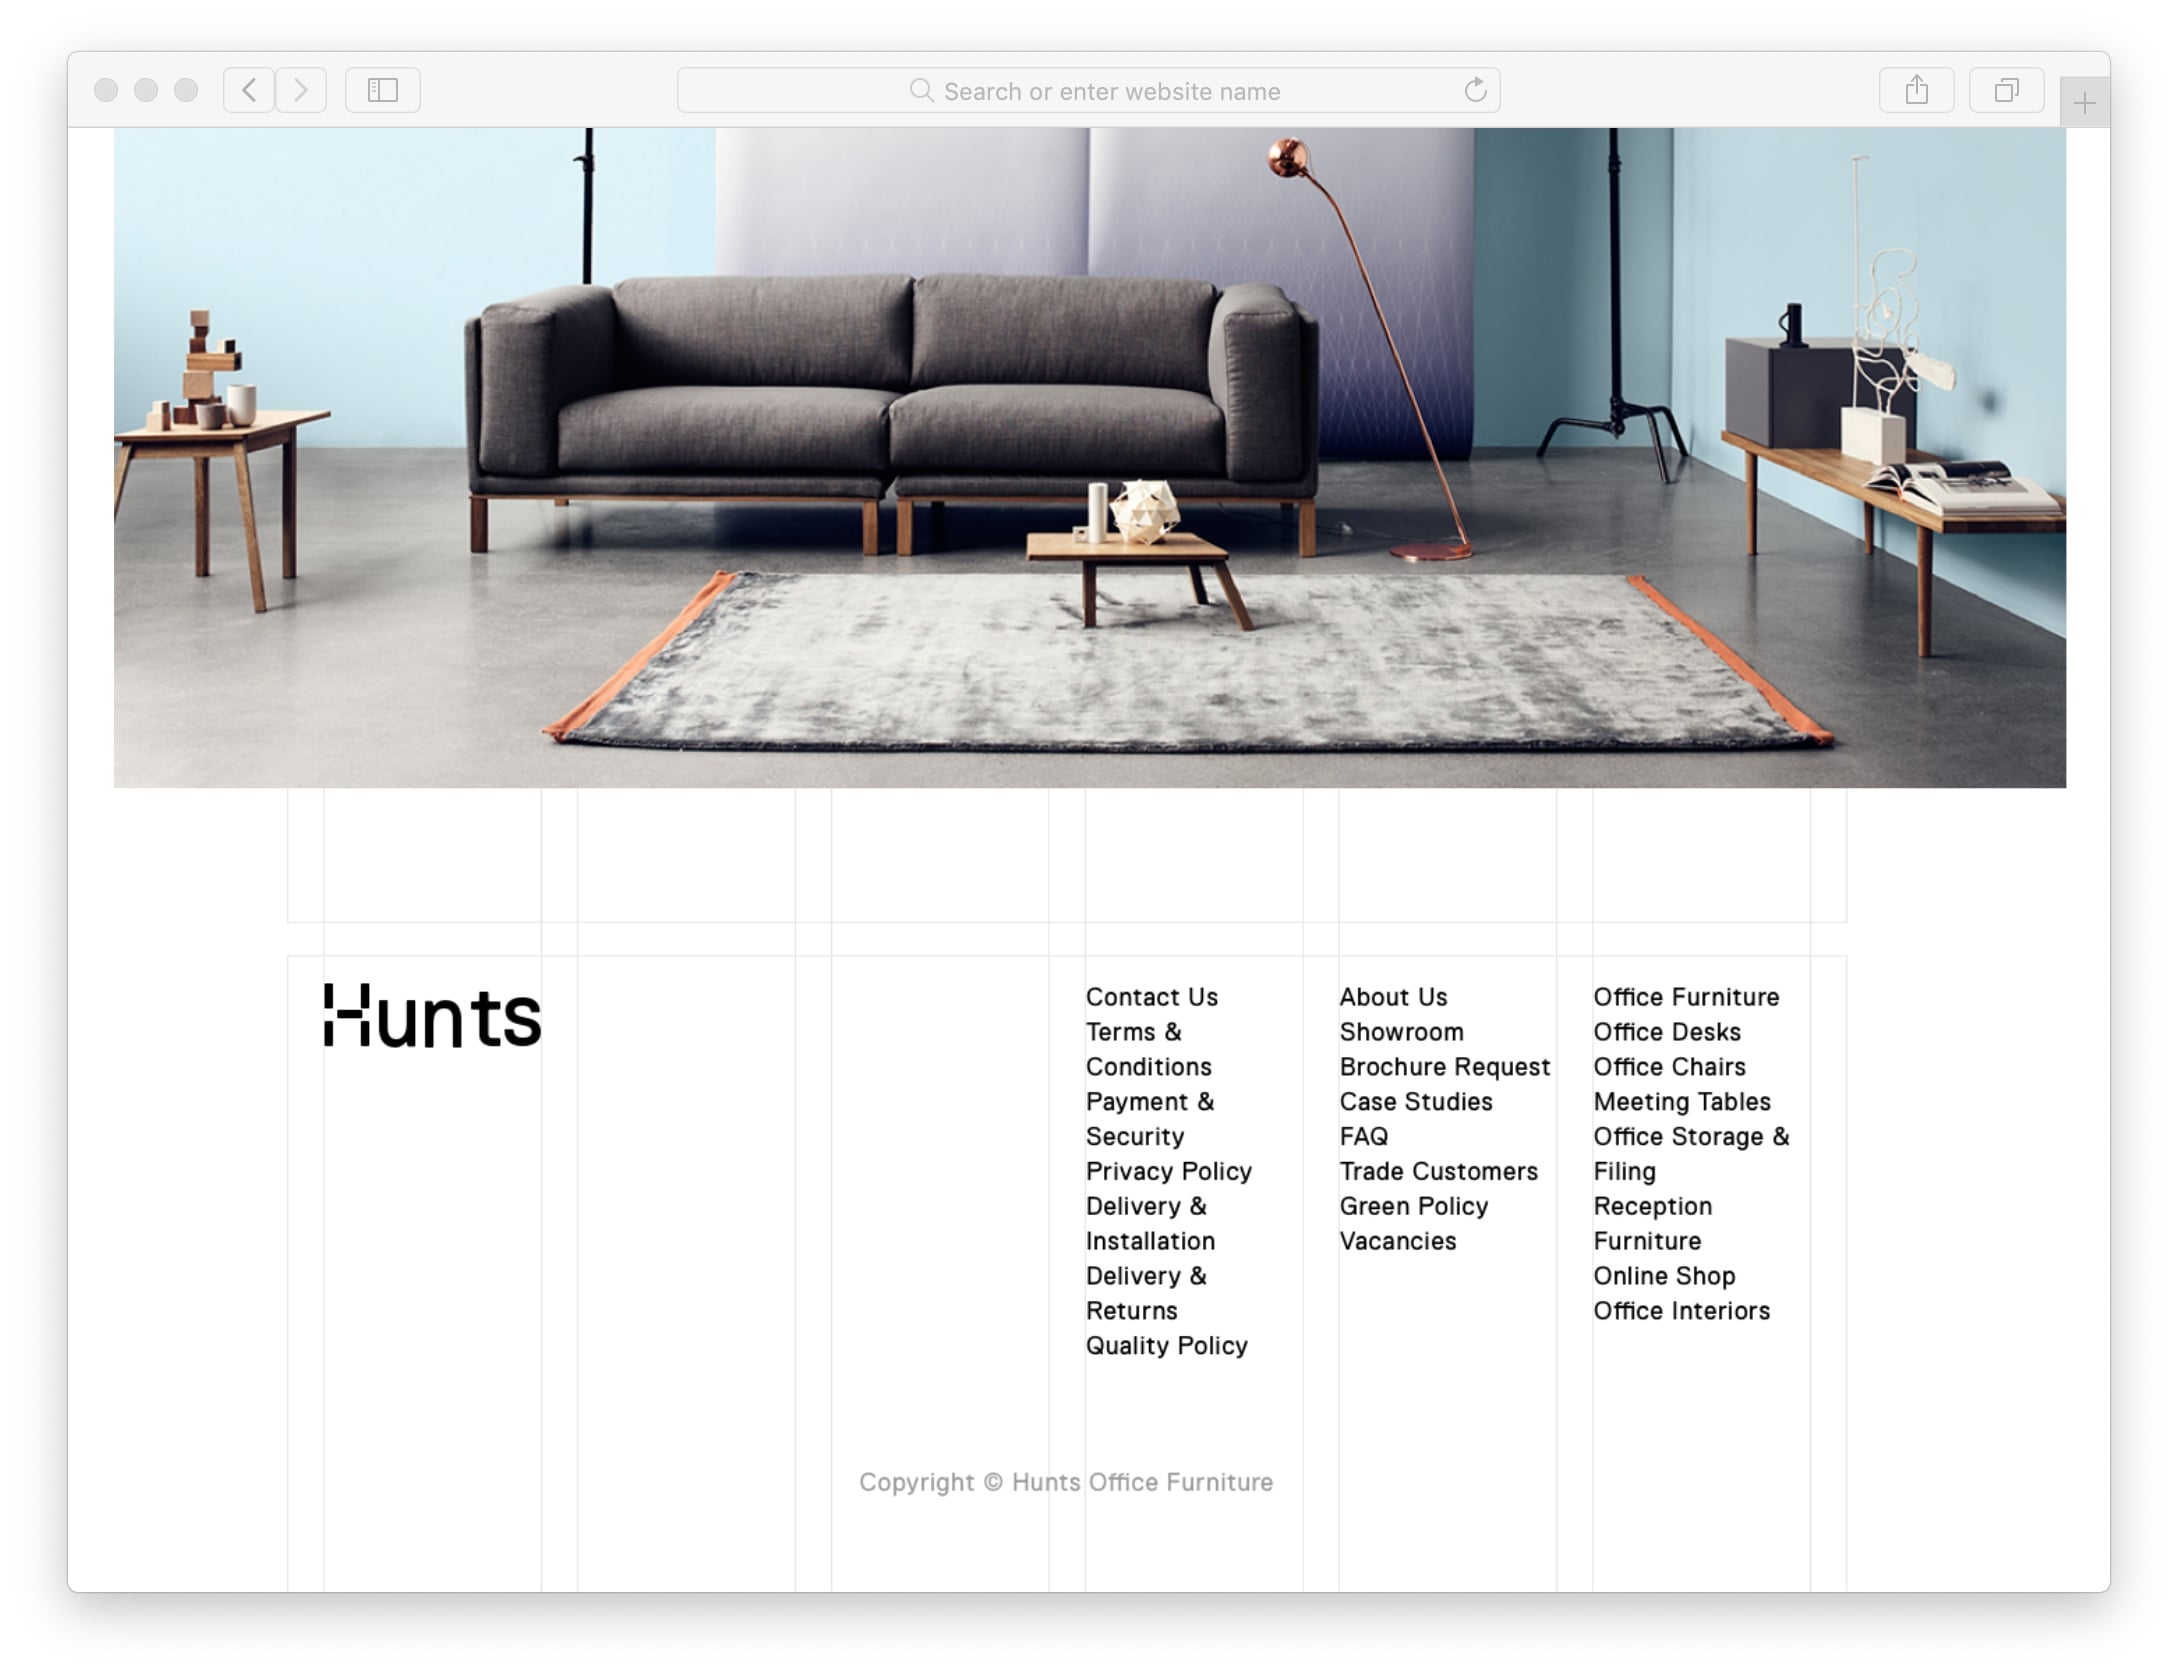 Search or enter website name
Hunts
Contact Us
Terms &
Conditions
Payment &
Security
Privacy Policy
Delivery &
Installation
Delivery &
Returns
Quality Policy
About Us
Showroom
Brochure Request
Case Studies
FAQ
Trade Customers
Green Policy
Vacancies
Office Furniture
Office Desks
Office Chairs
Meeting Tables
Office Storage &
Filing
Reception
Furniture
Online Shop
Office Interiors
Copyright © Hunts Office Furniture